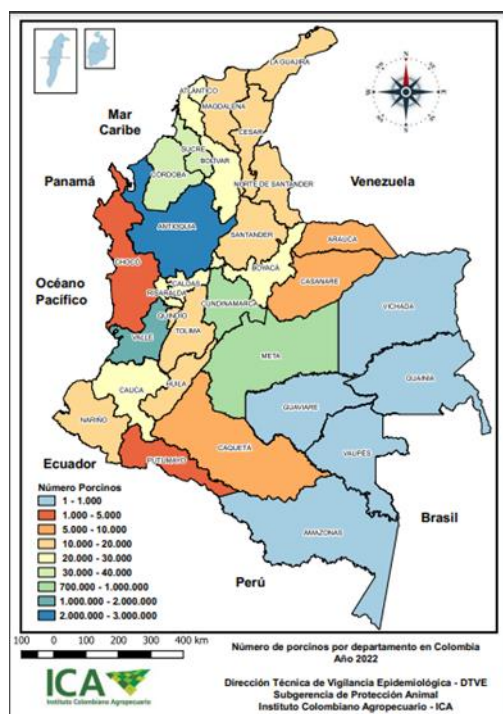 LA GUAJIRA
ATLÁNTICO
MAGDALENA
Mar
Caribe
CESAR
SUCRE
BOLIVAR
CÓRDOBA
NORTE DE SANTANDER
Panamá
Venezuela
ANTIOQUIA
SANTANDER
ARAUCA
CHOCÓ
BOYACA
CASANARE
Océano
Pacífico
CALDAS
RISARALDA
CUNDINAMARCA
VICHADA
QUINDIO
VALLE
TOLIMA
META
GUAINIA
HUILA
CAUCA
GUAVIARE
NARIÑO
VAUPÉS
CAQUETA
Ecuador
PUTUMAYO
Número Porcinos
1 - 1.000
1.000 - 5.000
5.000 - 10.000
10.000 - 20.000
20.000 - 30.000
30.000 - 40.000
700.000 - 1.000.000
1.000.000 - 2.000.000
2.000.000 - 3.000.000
Brasil
AMAZONAS
Perú
100 0 100 200 300 400 km
Número de porcinos por departamento en Colombia
Año 2022
ICA
Instituto Colombiano Agropecuario
Dirección Técnica de Vigilancia Epidemiológica - DTVE
Subgerencia de Protección Animal
Instituto Colombiano Agropecuario - ICA